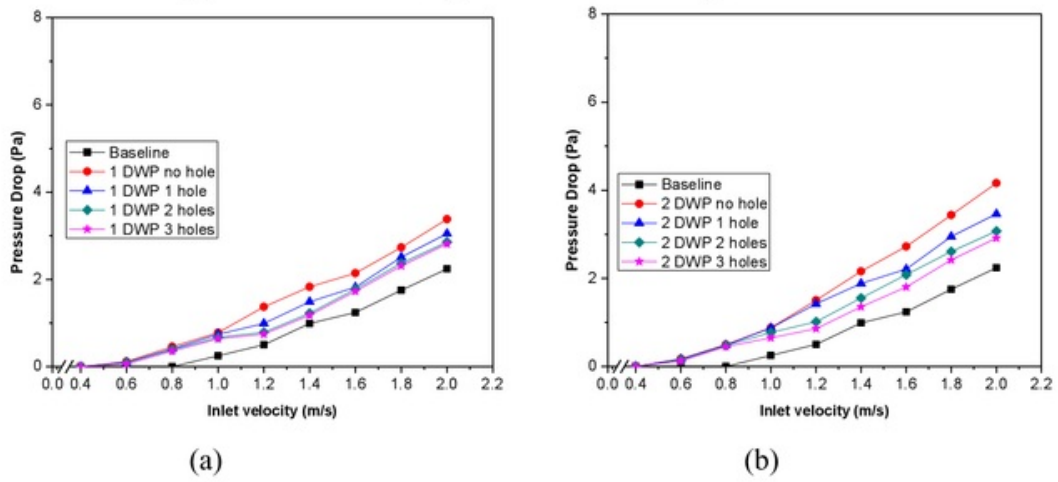 8
6
4
2
0
Pressure Drop (Pa)
Baseline
1 DWP no hole
1 DWP 1 hole
1 DWP 2 holes
1 DWP 3 holes
0.0 0.4 0.6 0.8 1.0 1.2 1.4 1.6 1.8 2.0 2.2
Inlet velocity (m/s)
(a)
8
6
4
2
0
Pressure Drop (Pa)
Baseline
2 DWP no hole
2 DWP 1 hole
2 DWP 2 holes
2 DWP 3 holes
0.0 0.4 0.6 0.8 1.0 1.2 1.4 1.6 1.8 2.0 2.2
Inlet velocity (m/s)
(b)